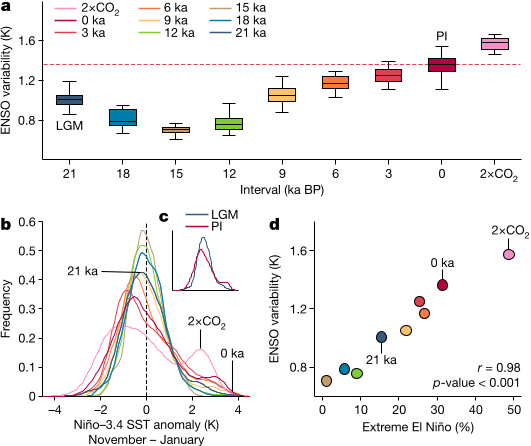 a
2×CO2
0 ka
3 ka
6 ka
9 ka
12 ka
15 ka
18 ka
21 ka
ENSO variability (K)
1.6
1.2
0.8
LGM
PI
21
18
15
12
9
6
3
0
2×CO2
Interval (ka BP)
b
Frequency
0.6
0.5
0.4
0.3
0.2
0.1
0
21 ka
2×CO2
0 ka
−4
−2
0
2
4
Niño–3.4 SST anomaly (K)
November – January
c
LGM
PI
d
ENSO variability (K)
1.6
1.2
0.8
2×CO2
0 ka
21 ka
r = 0.98
p-value < 0.001
0
10
20
30
40
50
Extreme El Niño (%)